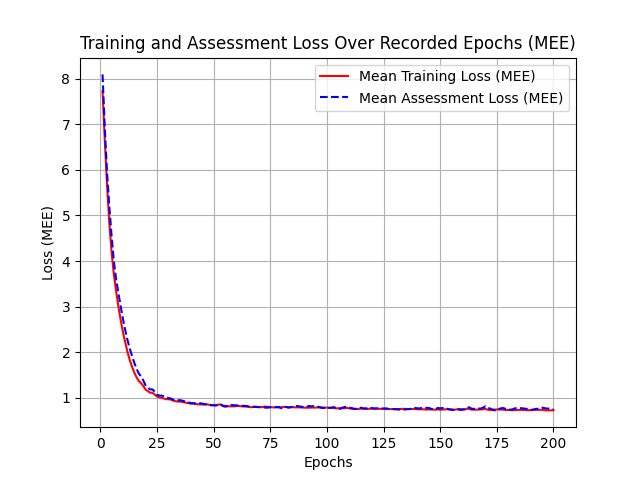 Training and Assessment Loss Over Recorded Epochs (MEE)
Mean Training Loss (MEE)
Mean Assessment Loss (MEE)
Loss (MEE)
8
7
6
5
4
3
2
1
0 25 50 75 100 125 150 175 200
Epochs